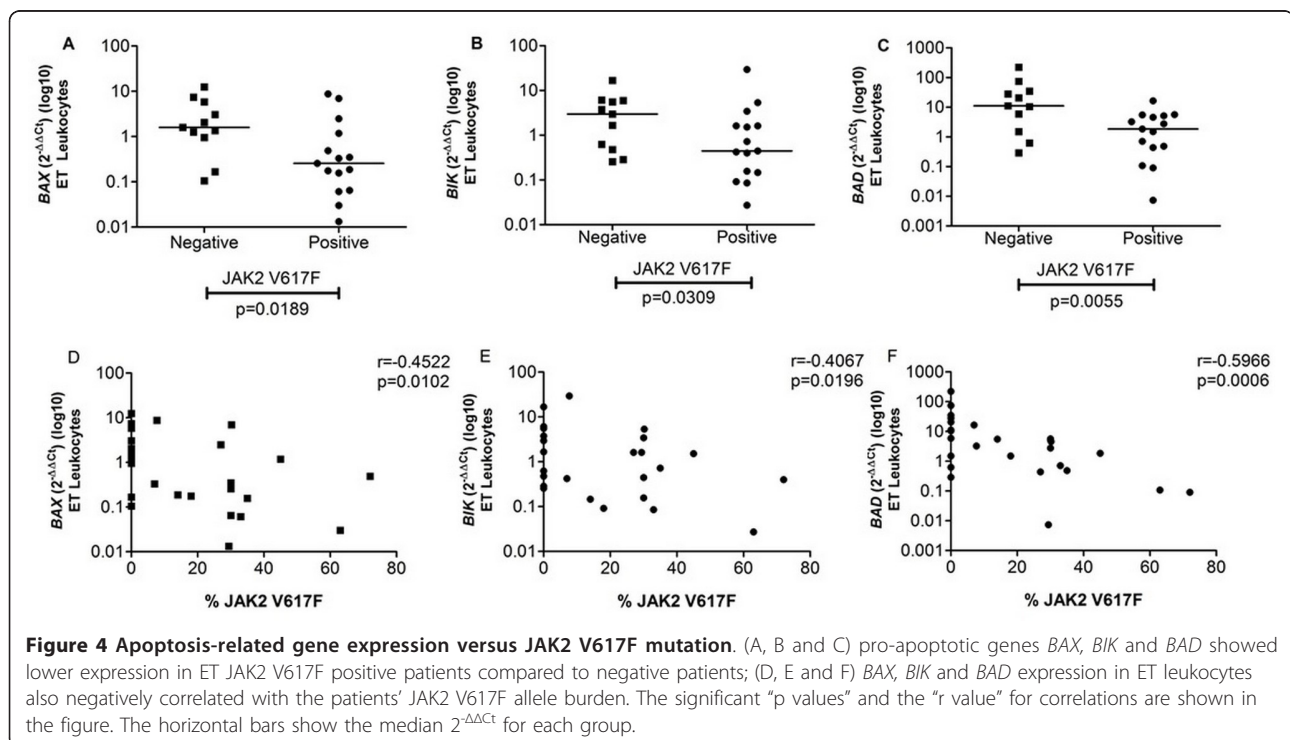 A
BAX (2-ΔΔCt) (log10)
ET Leukocytes
100
10
1
0.1
0.01
Negative Positive
JAK2 V617F
p=0.0189
B
BIK (2-ΔΔCt) (log10)
ET Leukocytes
100
10
1
0.1
0.01
Negative Positive
JAK2 V617F
p=0.0309
C
BAD (2-ΔΔCt) (log10)
ET Leukocytes
1000
100
10
1
0.1
0.01
0.001
Negative Positive
JAK2 V617F
p=0.0055
D
r=-0.4522
p=0.0102
BAX (2-ΔΔCt) (log10)
ET Leukocytes
100
10
1
0.1
0.01
0 20 40 60 80
% JAK2 V617F
E
r=-0.4067
p=0.0196
BIK (2-ΔΔCt) (log10)
ET Leukocytes
100
10
1
0.1
0.01
0 20 40 60 80
% JAK2 V617F
F
r=-0.5966
p=0.0006
BAD (2-ΔΔCt) (log10)
ET Leukocytes
1000
100
10
1
0.1
0.01
0.001
0 20 40 60 80
% JAK2 V617F
Figure 4 Apoptosis-related gene expression versus JAK2 V617F mutation. (A, B and C) pro-apoptotic genes BAX, BIK and BAD showed
lower expression in ET JAK2 V617F positive patients compared to negative patients; (D, E and F) BAX, BIK and BAD expression in ET leukocytes
also negatively correlated with the patients' JAK2 V617F allele burden. The significant "p values" and the "r value" for correlations are shown in
the figure. The horizontal bars show the median 2-ΔΔCt for each group.